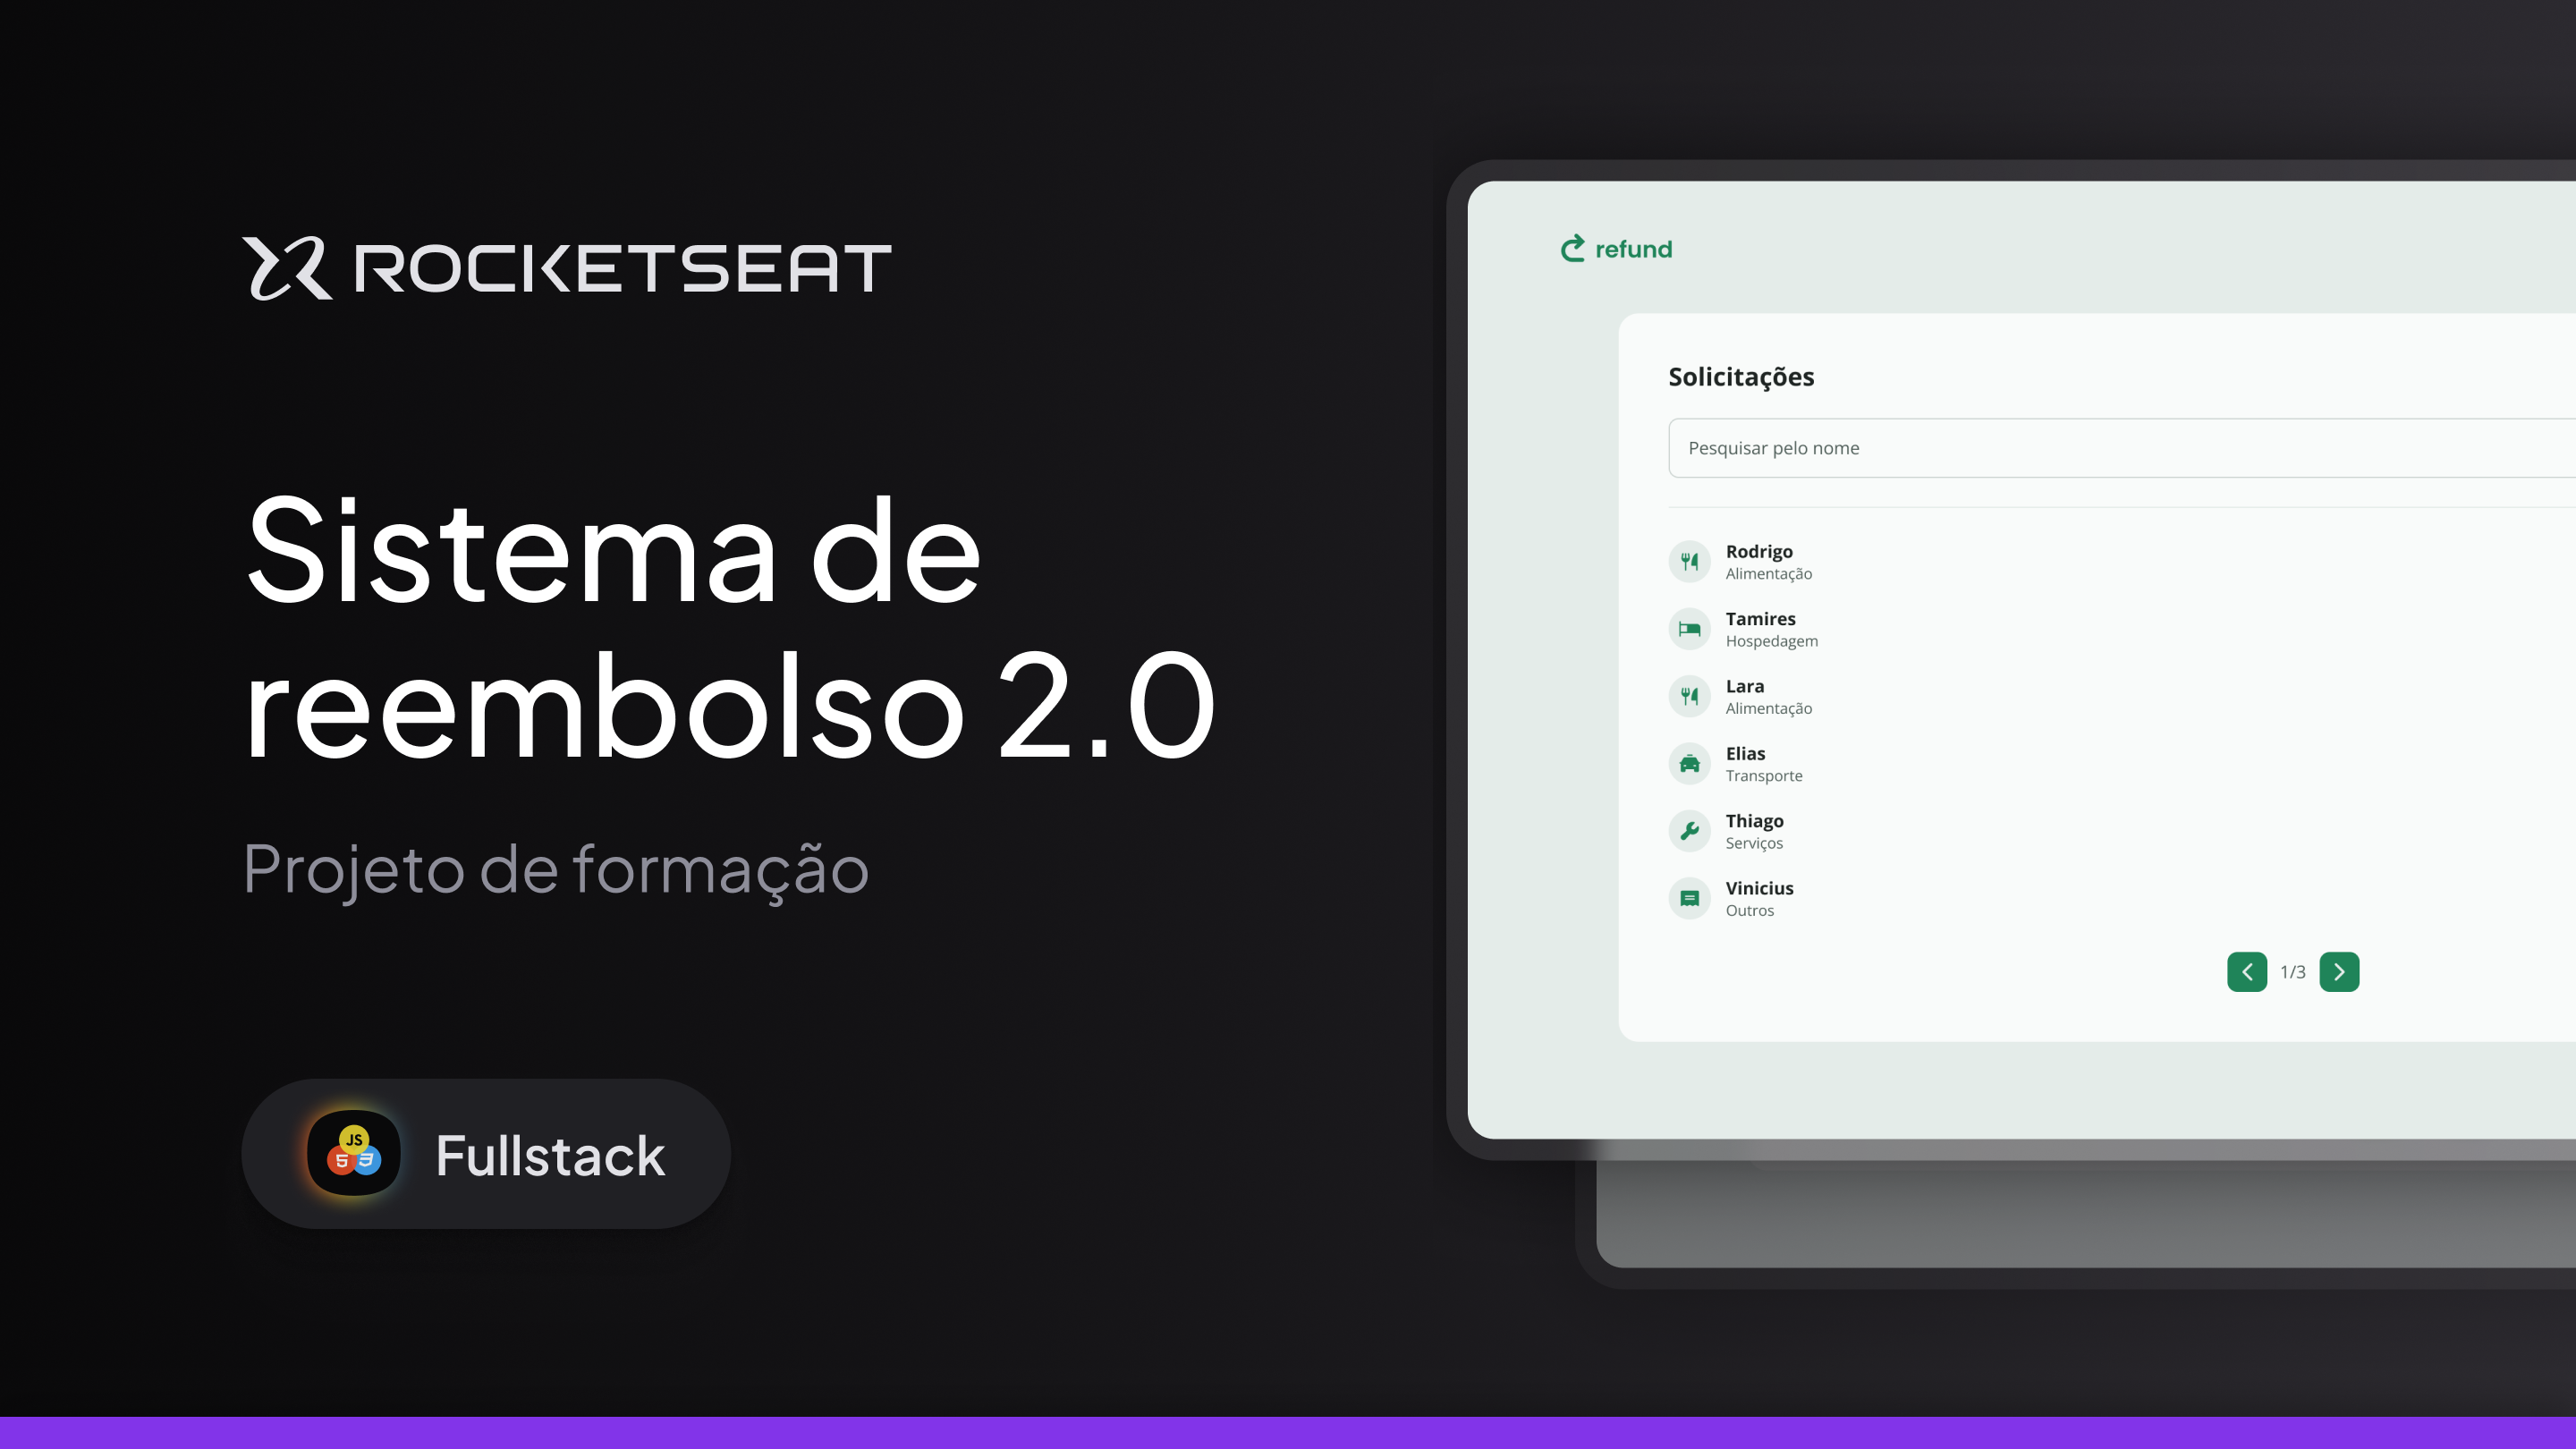 ROCKETSEAT
Sistema de
reembolso 2.0
Projeto de formação
JS
5
3
Fullstack
refund
Solicitações
Pesquisar pelo nome
Rodrigo
Alimentação
Tamires
Hospedagem
Lara
Alimentação
Elias
Transporte
Thiago
Serviços
Vinicius
Outros
1/3